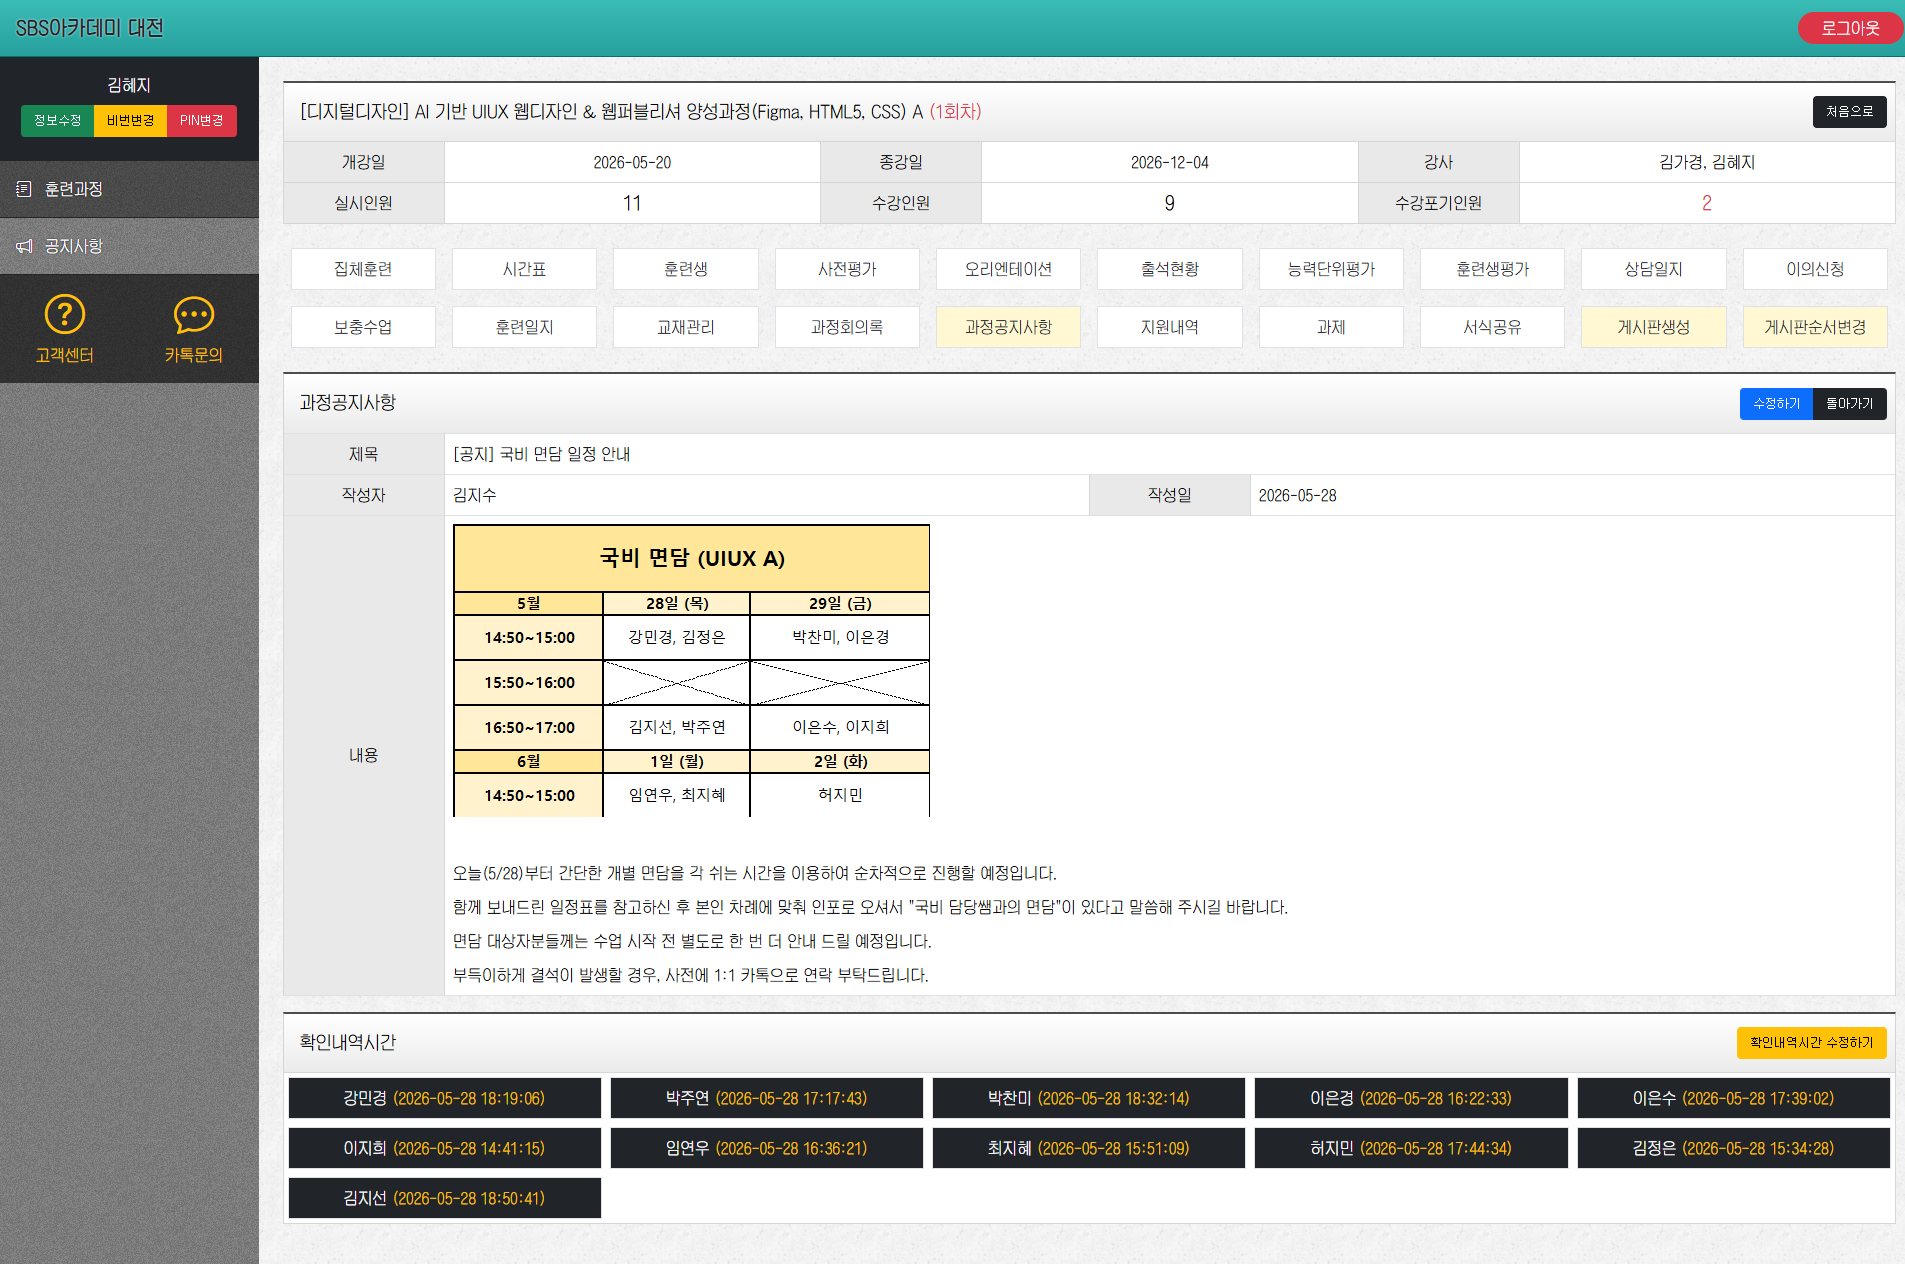 SBS아카데미 대전
로그아웃
김혜지
정보수정 비번변경 PIN변경
훈련과정
공지사항
고객센터 카톡문의
[디지털디자인] AI 기반 UIUX 웹디자인 & 웹퍼블리셔 양성과정(Figma, HTML5, CSS) A (1회차)
처음으로
개강일 2026-05-20 종강일 2026-12-04 강사 김가경, 김혜지
실시인원 11 수강인원 9 수강포기인원 2
집체훈련 시간표 훈련생 사전평가 오리엔테이션 출석현황 능력단위평가 훈련생평가 상담일지 이의신청
보충수업 훈련일지 교재관리 과정회의록 과정공지사항 지원내역 과제 서식공유 게시판생성 게시판순서변경
과정공지사항
수정하기 돌아가기
제목 [공지] 국비 면담 일정 안내
작성자 김지수 작성일 2026-05-28
내용
국비 면담 (UIUX A)
5월 28일 (목) 29일 (금)
14:50~15:00 강민경, 김정은 박찬미, 이은경
15:50~16:00
16:50~17:00 김지선, 박주연 이은수, 이지희
6월 1일 (월) 2일 (화)
14:50~15:00 임연우, 최지혜 허지민
오늘(5/28)부터 간단한 개별 면담을 각 쉬는 시간을 이용하여 순차적으로 진행할 예정입니다.
함께 보내드린 일정표를 참고하신 후 본인 차례에 맞춰 인포로 오셔서 "국비 담당쌤과의 면담"이 있다고 말씀해 주시길 바랍니다.
면담 대상자분들께는 수업 시작 전 별도로 한 번 더 안내 드릴 예정입니다.
부득이하게 결석이 발생할 경우, 사전에 1:1 카톡으로 연락 부탁드립니다.
확인내역시간
확인내역시간 수정하기
강민경 (2026-05-28 18:19:06) 박주연 (2026-05-28 17:17:43) 박찬미 (2026-05-28 18:32:14) 이은경 (2026-05-28 16:22:33) 이은수 (2026-05-28 17:39:02)
이지희 (2026-05-28 14:41:15) 임연우 (2026-05-28 16:36:21) 최지혜 (2026-05-28 15:51:09) 허지민 (2026-05-28 17:44:34) 김정은 (2026-05-28 15:34:28)
김지선 (2026-05-28 18:50:41)